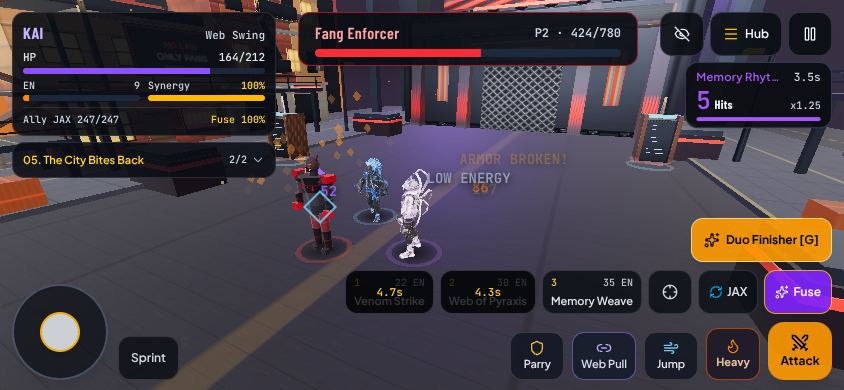 KAI Web Swing
HP 164/212
EN 9 Synergy 100%
Ally JAX 247/247 Fuse 100%
05. The City Bites Back 2/2
Fang Enforcer P2 · 424/780
Hub
Memory Rhyt... 3.5s
5 Hits x1.25
ARMOR BROKEN!
LOW ENERGY
52
867
Duo Finisher [G]
1 22 EN
4.7s
Venom Strike
2 30 EN
4.3s
Web of Pyraxis
3 35 EN
Memory Weave
JAX
Fuse
Sprint
Parry
Web Pull
Jump
Heavy
Attack